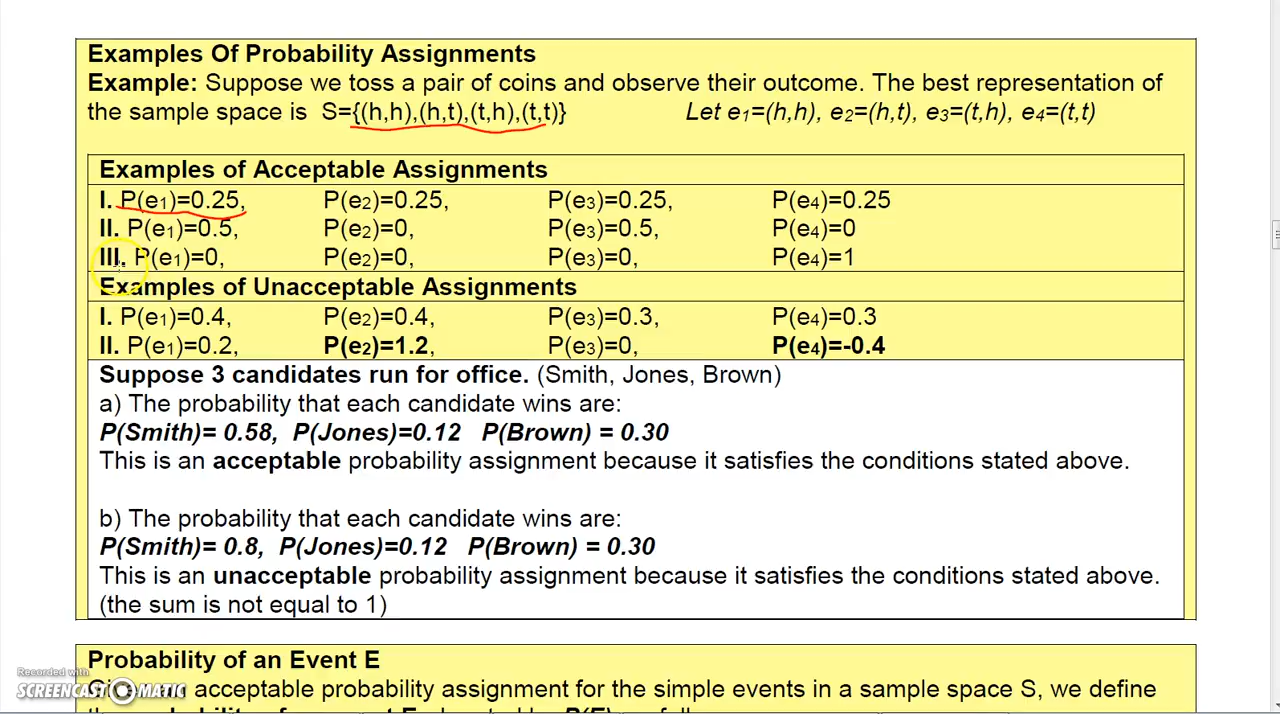 Examples Of Probability Assignments
Example: Suppose we toss a pair of coins and observe their outcome. The best representation of
the sample space is S={(h,h),(h,t),(t,h),(t,t)} Let e1=(h,h), e2=(h,t), e3=(t,h), e4=(t,t)
Examples of Acceptable Assignments
I. P(e1)=0.25, P(e2)=0.25, P(e3)=0.25, P(e4)=0.25
II. P(e1)=0.5, P(e2)=0, P(e3)=0.5, P(e4)=0
III. P(e1)=0, P(e2)=0, P(e3)=0, P(e4)=1
Examples of Unacceptable Assignments
I. P(e1)=0.4, P(e2)=0.4, P(e3)=0.3, P(e4)=0.3
II. P(e1)=0.2, P(e2)=1.2, P(e3)=0, P(e4)=-0.4
Suppose 3 candidates run for office. (Smith, Jones, Brown)
a) The probability that each candidate wins are:
P(Smith)= 0.58, P(Jones)=0.12 P(Brown) = 0.30
This is an acceptable probability assignment because it satisfies the conditions stated above.
b) The probability that each candidate wins are:
P(Smith)= 0.8, P(Jones)=0.12 P(Brown) = 0.30
This is an unacceptable probability assignment because it satisfies the conditions stated above.
(the sum is not equal to 1)
Probability of an Event E
Recorded with
SCREENCAST-O-MATIC
an acceptable probability assignment for the simple events in a sample space S, we define